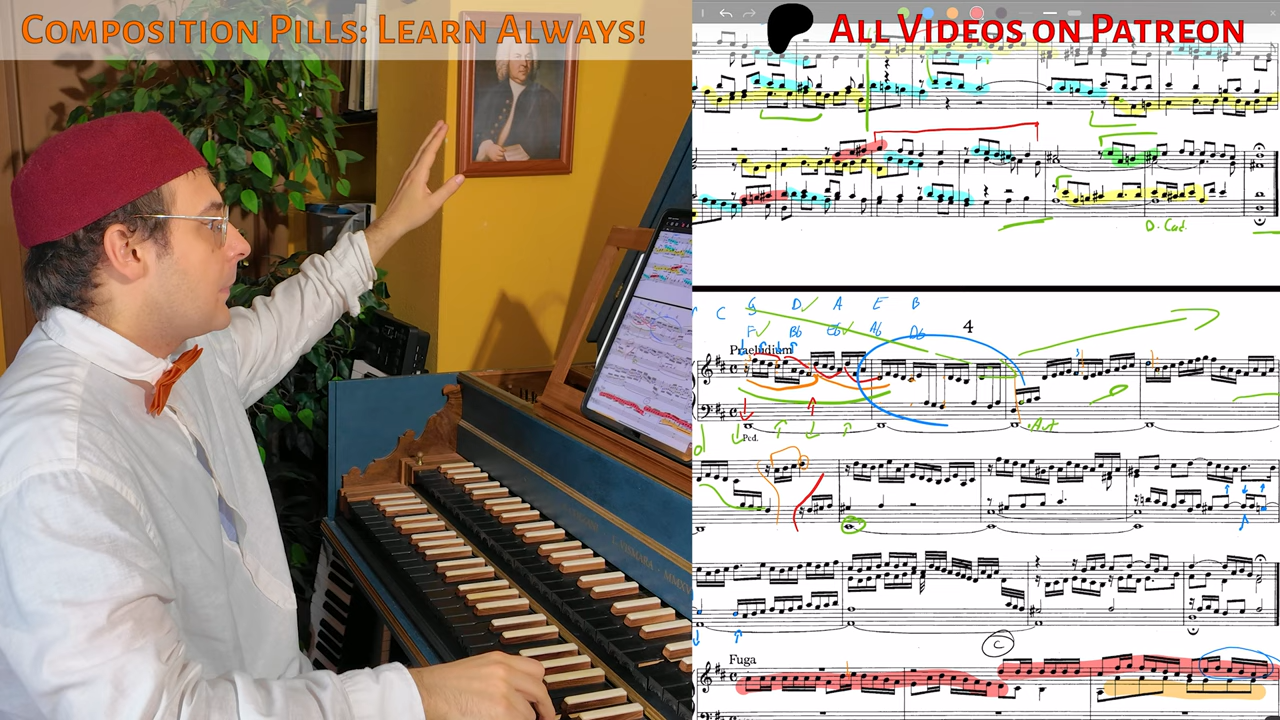 Composition Pills: Learn Always!
All Videos on Patreon
D. Cad.
C G D A E B
F Bb Eb Ab Db
4
Praeludium
Ped.
C
Fuga